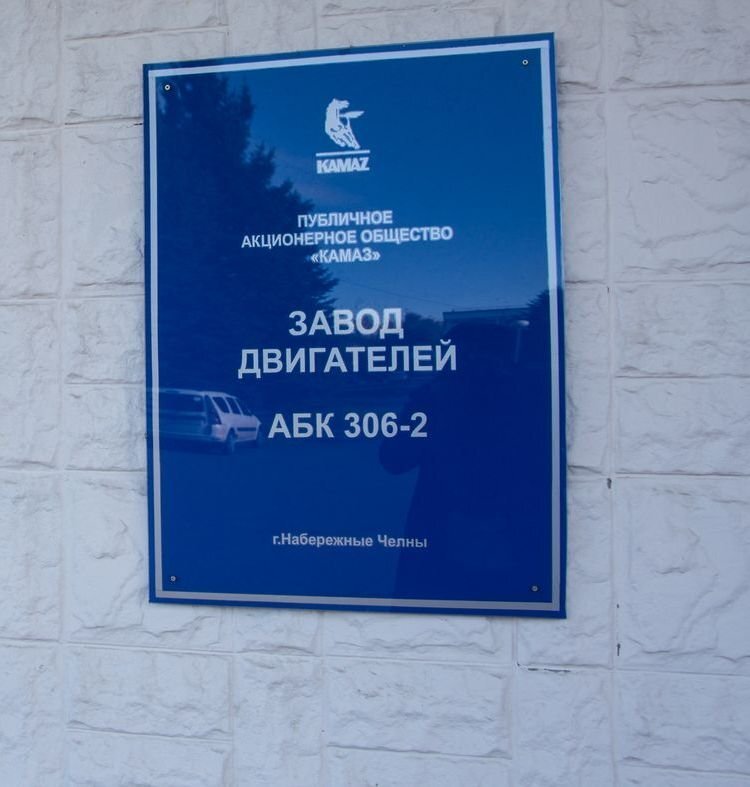 KAMAZ
ПУБЛИЧНОЕ
АКЦИОНЕРНОЕ ОБЩЕСТВО
«КАМАЗ»
ЗАВОД
ДВИГАТЕЛЕЙ
АБК 306-2
г.Набережные Челны